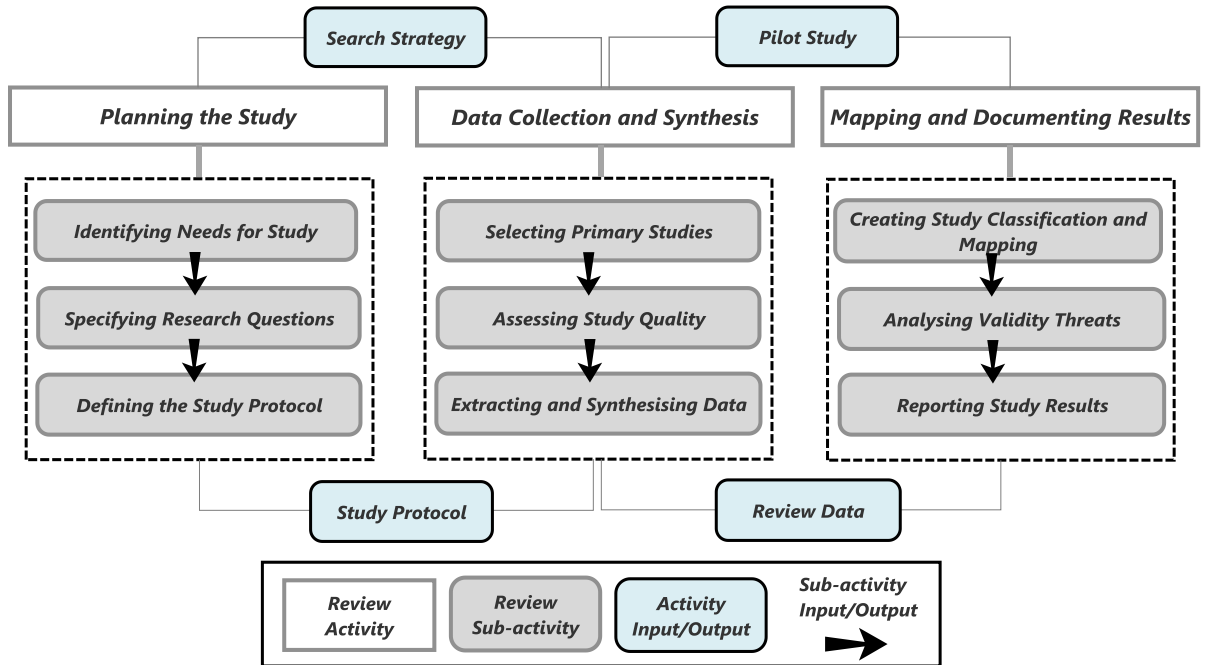 Search Strategy
Pilot Study
Planning the Study
Data Collection and Synthesis
Mapping and Documenting Results
Identifying Needs for Study
Specifying Research Questions
Defining the Study Protocol
Selecting Primary Studies
Assessing Study Quality
Extracting and Synthesising Data
Creating Study Classification and
Mapping
Analysing Validity Threats
Reporting Study Results
Study Protocol
Review Data
Review
Activity
Review
Sub-activity
Activity
Input/Output
Sub-activity
Input/Output